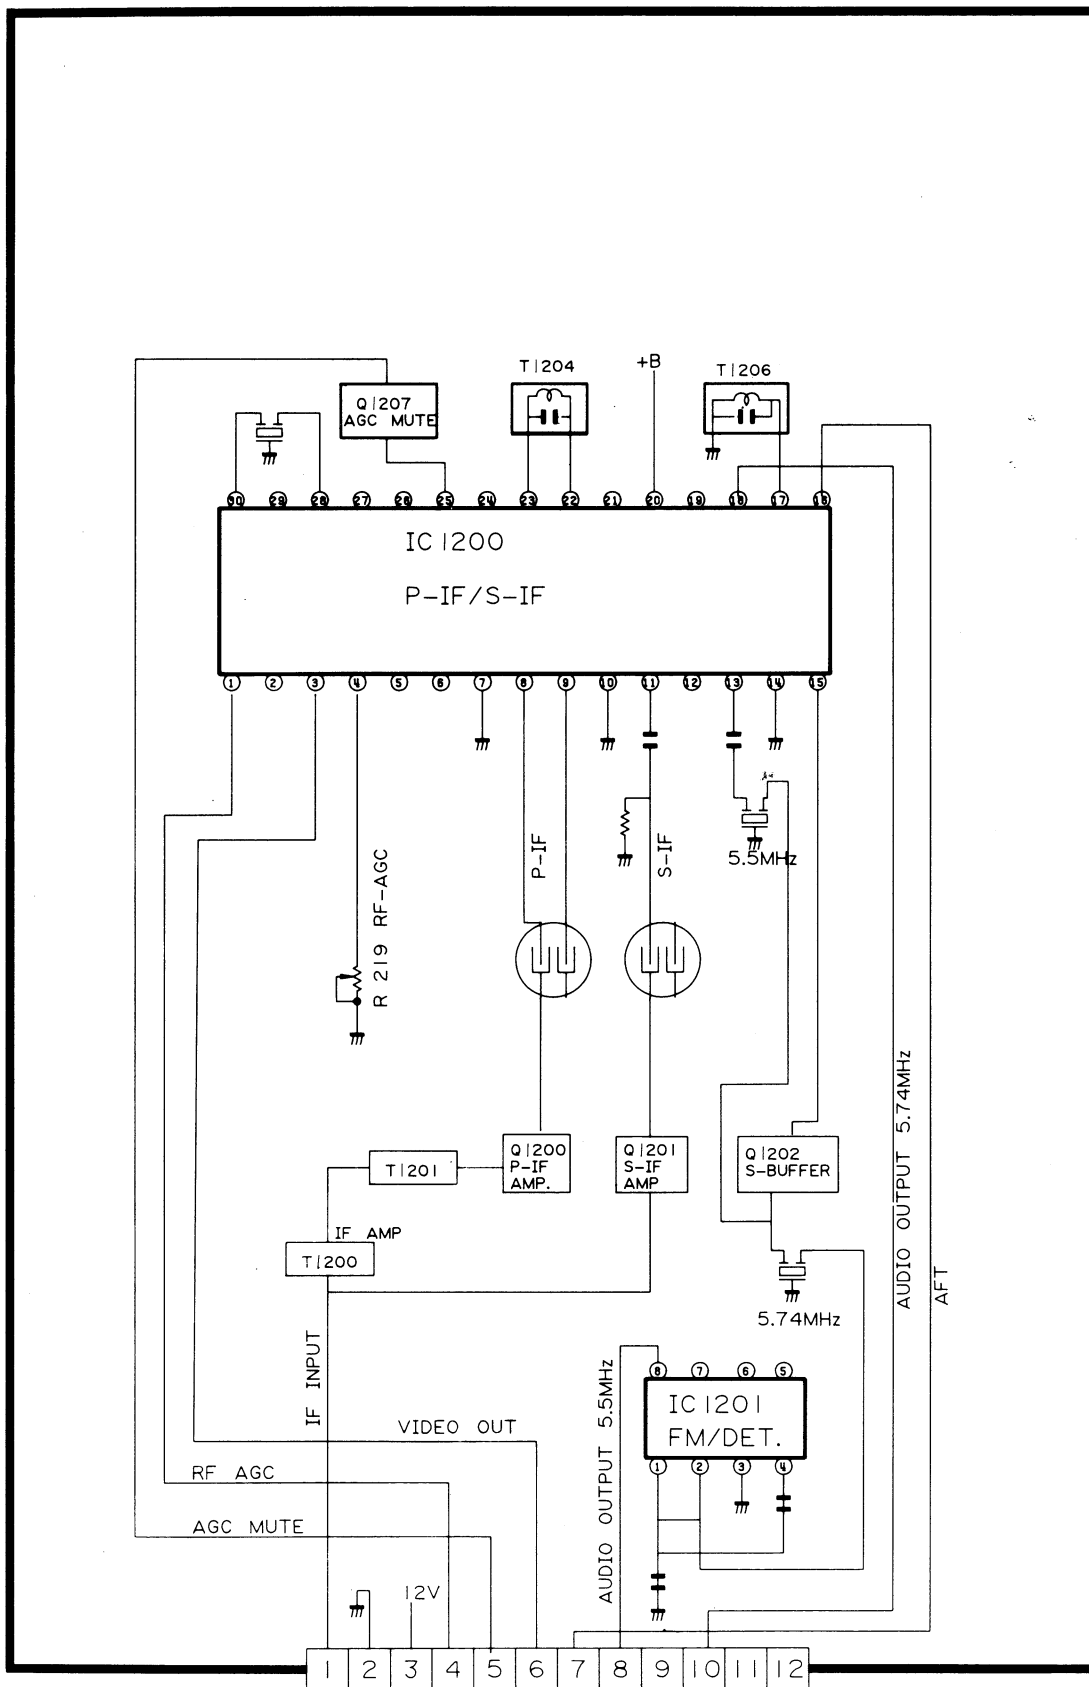 T1204
+B
T1206
Q1207
AGC MUTE
30 29 28 27 26 25 24 23 22 21 20 19 18 17 16
IC1200
P-IF/S-IF
1 2 3 4 5 6 7 8 9 10 11 12 13 14 15
P-IF
S-IF
5.5MHz
R 219 RF-AGC
AUDIO OUTPUT 5.74MHz
AFT
T1201
Q1200
P-IF
AMP.
Q1201
S-IF
AMP
Q1202
S-BUFFER
IF AMP
T1200
5.74MHz
IF INPUT
AUDIO OUTPUT 5.5MHz
8 7 6 5
IC1201
FM/DET.
1 2 3 4
VIDEO OUT
RF AGC
AGC MUTE
12V
1 2 3 4 5 6 7 8 9 10 11 12